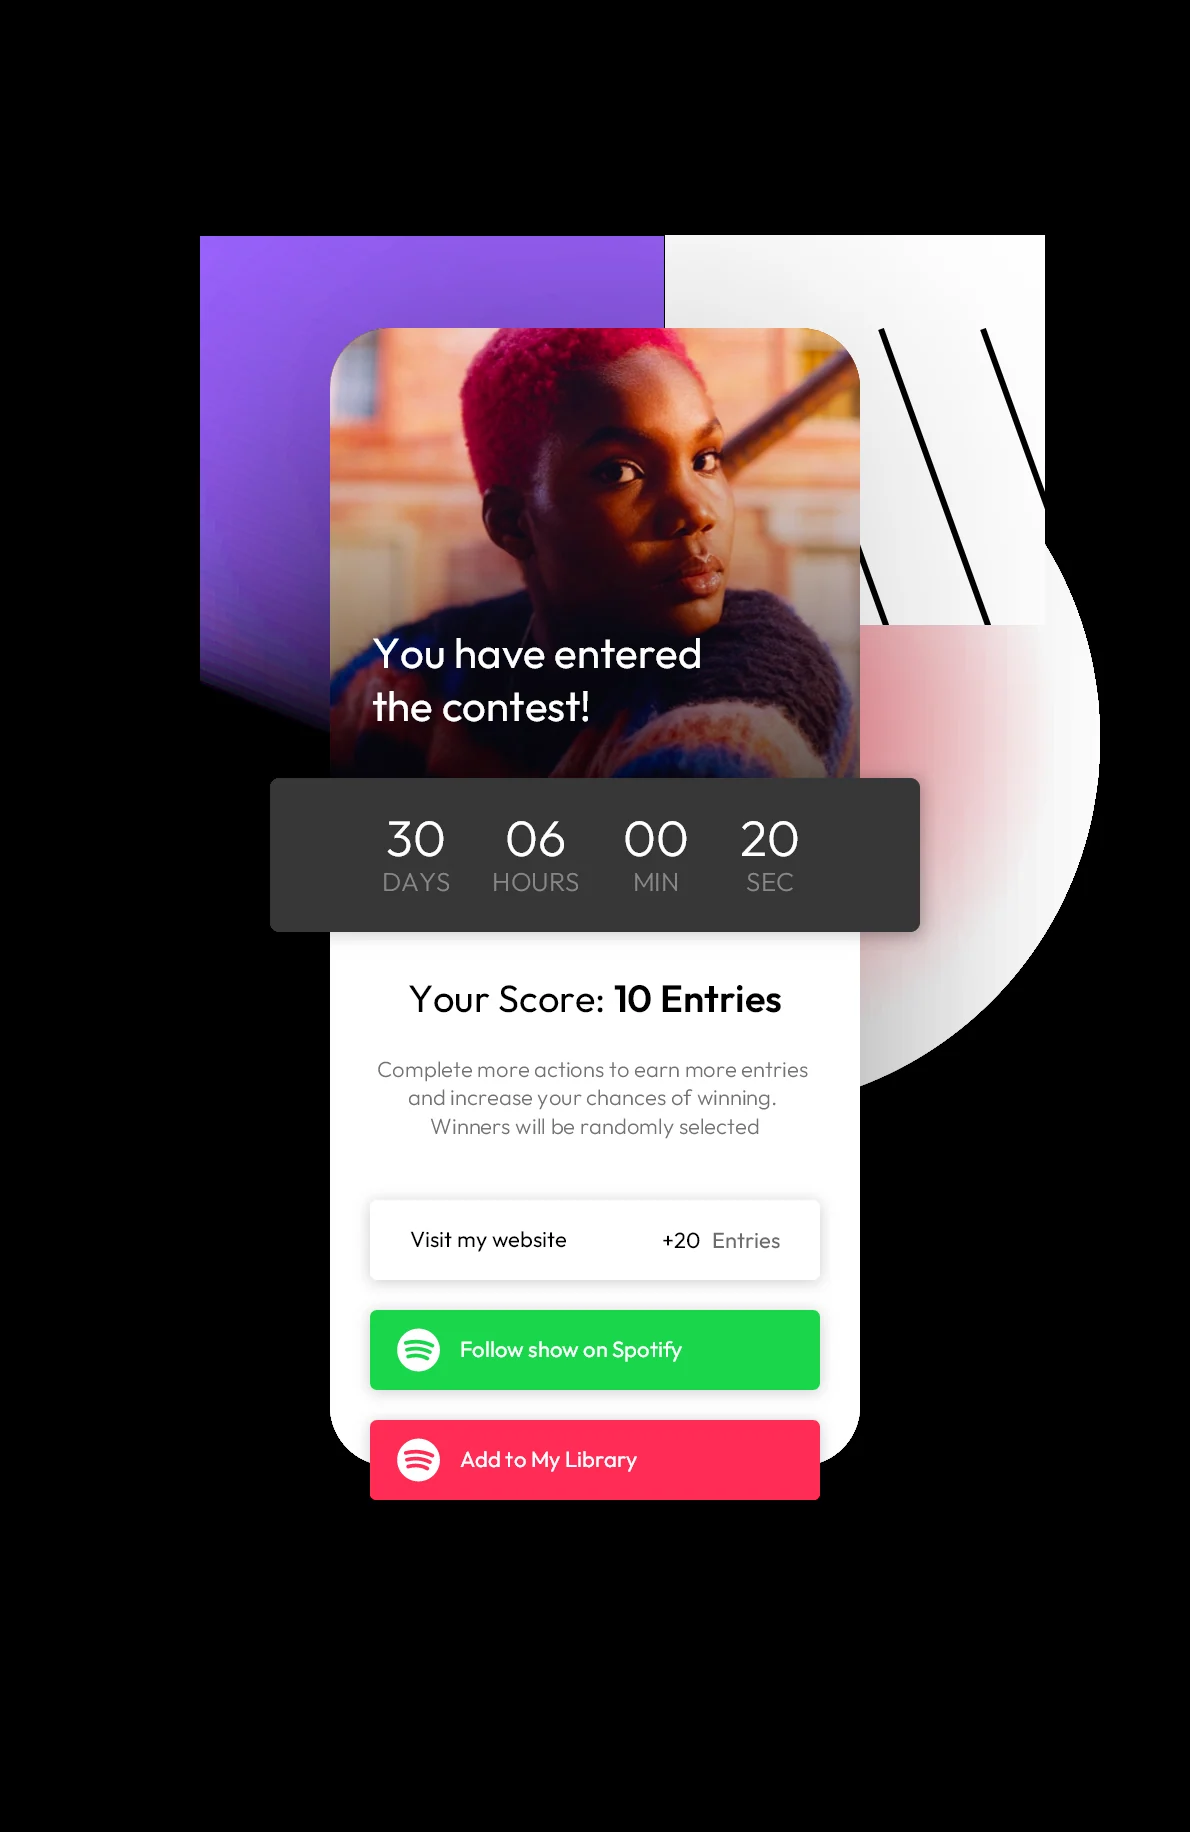 You have entered
the contest!
30 06 00 20
DAYS HOURS MIN SEC
Your Score: 10 Entries
Complete more actions to earn more entries
and increase your chances of winning.
Winners will be randomly selected
Visit my website +20 Entries
Follow show on Spotify
Add to My Library